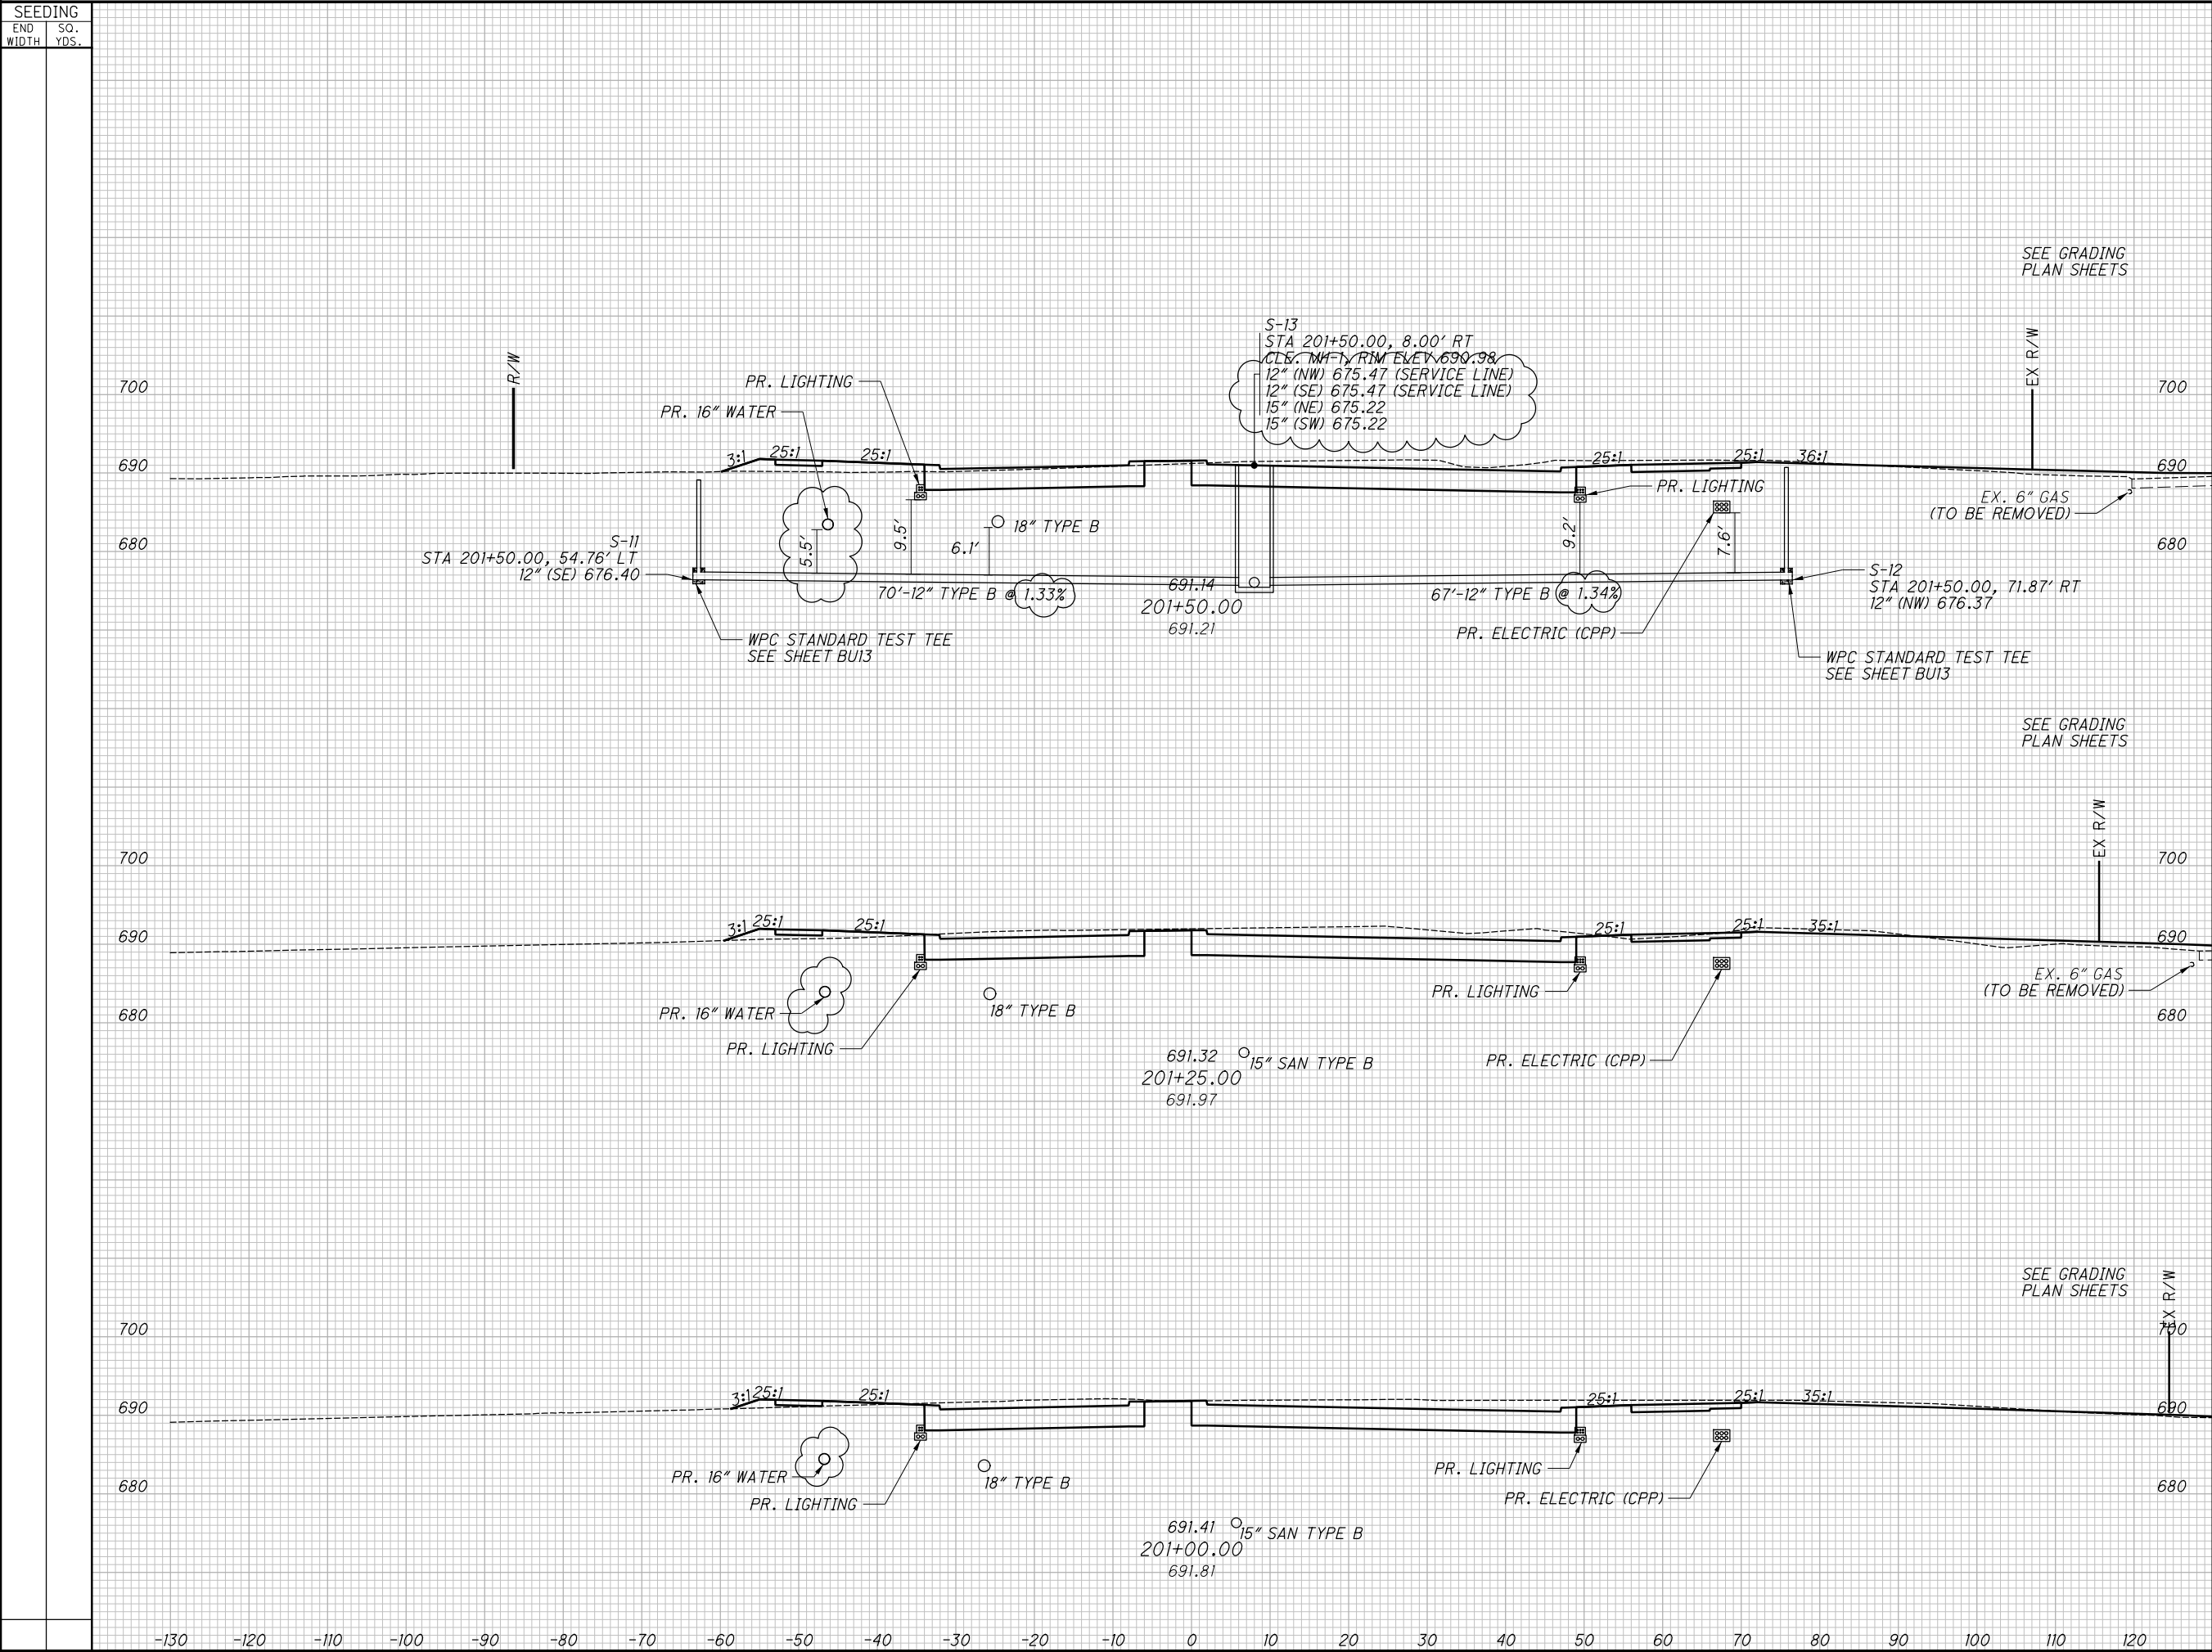 SEEDING
END WIDTH
SQ. YDS.
SEE GRADING
PLAN SHEETS
S-13
STA 201+50.00, 8.00' RT
CLE. MH-1, RIM ELEV 690.98
12" (NW) 675.47 (SERVICE LINE)
12" (SE) 675.47 (SERVICE LINE)
15" (NE) 675.22
15" (SW) 675.22
R/W
EX R/W
PR. LIGHTING
PR. 16" WATER
700
700
3:1
25:1
25:1
25:1
25:1
36:1
690
690
PR. LIGHTING
EX. 6" GAS
(TO BE REMOVED)
18" TYPE B
5.5'
9.5'
6.1'
9.2'
7.6'
680
680
S-11
STA 201+50.00, 54.76' LT
12" (SE) 676.40
S-12
STA 201+50.00, 71.87' RT
12" (NW) 676.37
70'-12" TYPE B @ 1.33%
67'-12" TYPE B @ 1.34%
691.14
201+50.00
691.21
WPC STANDARD TEST TEE
SEE SHEET BU13
PR. ELECTRIC (CPP)
WPC STANDARD TEST TEE
SEE SHEET BU13
SEE GRADING
PLAN SHEETS
EX R/W
700
700
3:1
25:1
25:1
25:1
25:1
35:1
690
690
EX. 6" GAS
(TO BE REMOVED)
PR. LIGHTING
PR. 16" WATER
18" TYPE B
680
680
PR. LIGHTING
PR. ELECTRIC (CPP)
691.32
15" SAN TYPE B
201+25.00
691.97
SEE GRADING
PLAN SHEETS
EX R/W
700
700
3:1
25:1
25:1
25:1
25:1
35:1
690
690
PR. 16" WATER
PR. LIGHTING
18" TYPE B
680
680
PR. LIGHTING
PR. ELECTRIC (CPP)
691.41
15" SAN TYPE B
201+00.00
691.81
-130 -120 -110 -100 -90 -80 -70 -60 -50 -40 -30 -20 -10 0 10 20 30 40 50 60 70 80 90 100 110 120